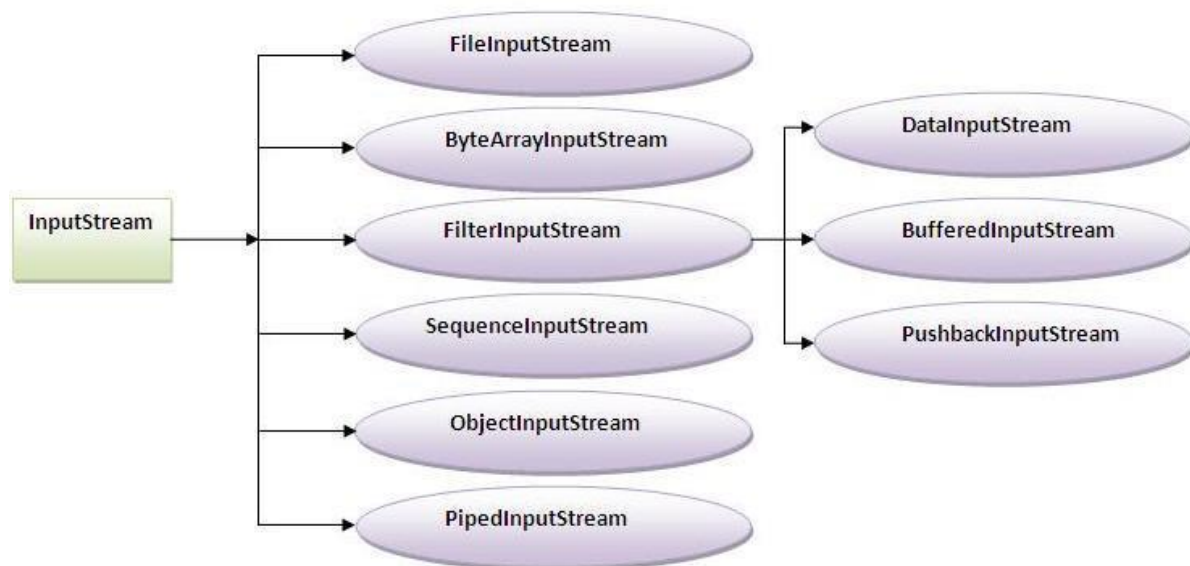 InputStream
FileInputStream
ByteArrayInputStream
FilterInputStream
SequenceInputStream
ObjectInputStream
PipedInputStream
DataInputStream
BufferedInputStream
PushbackInputStream